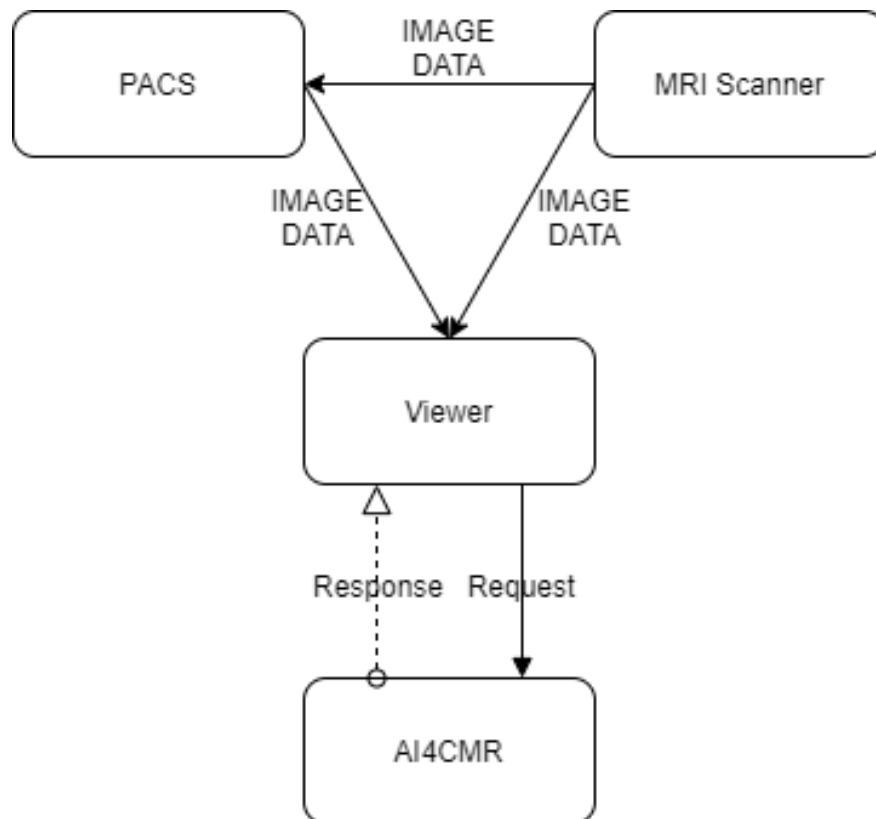 IMAGE
DATA
PACS
MRI Scanner
IMAGE
DATA
IMAGE
DATA
Viewer
Response
Request
AI4CMR